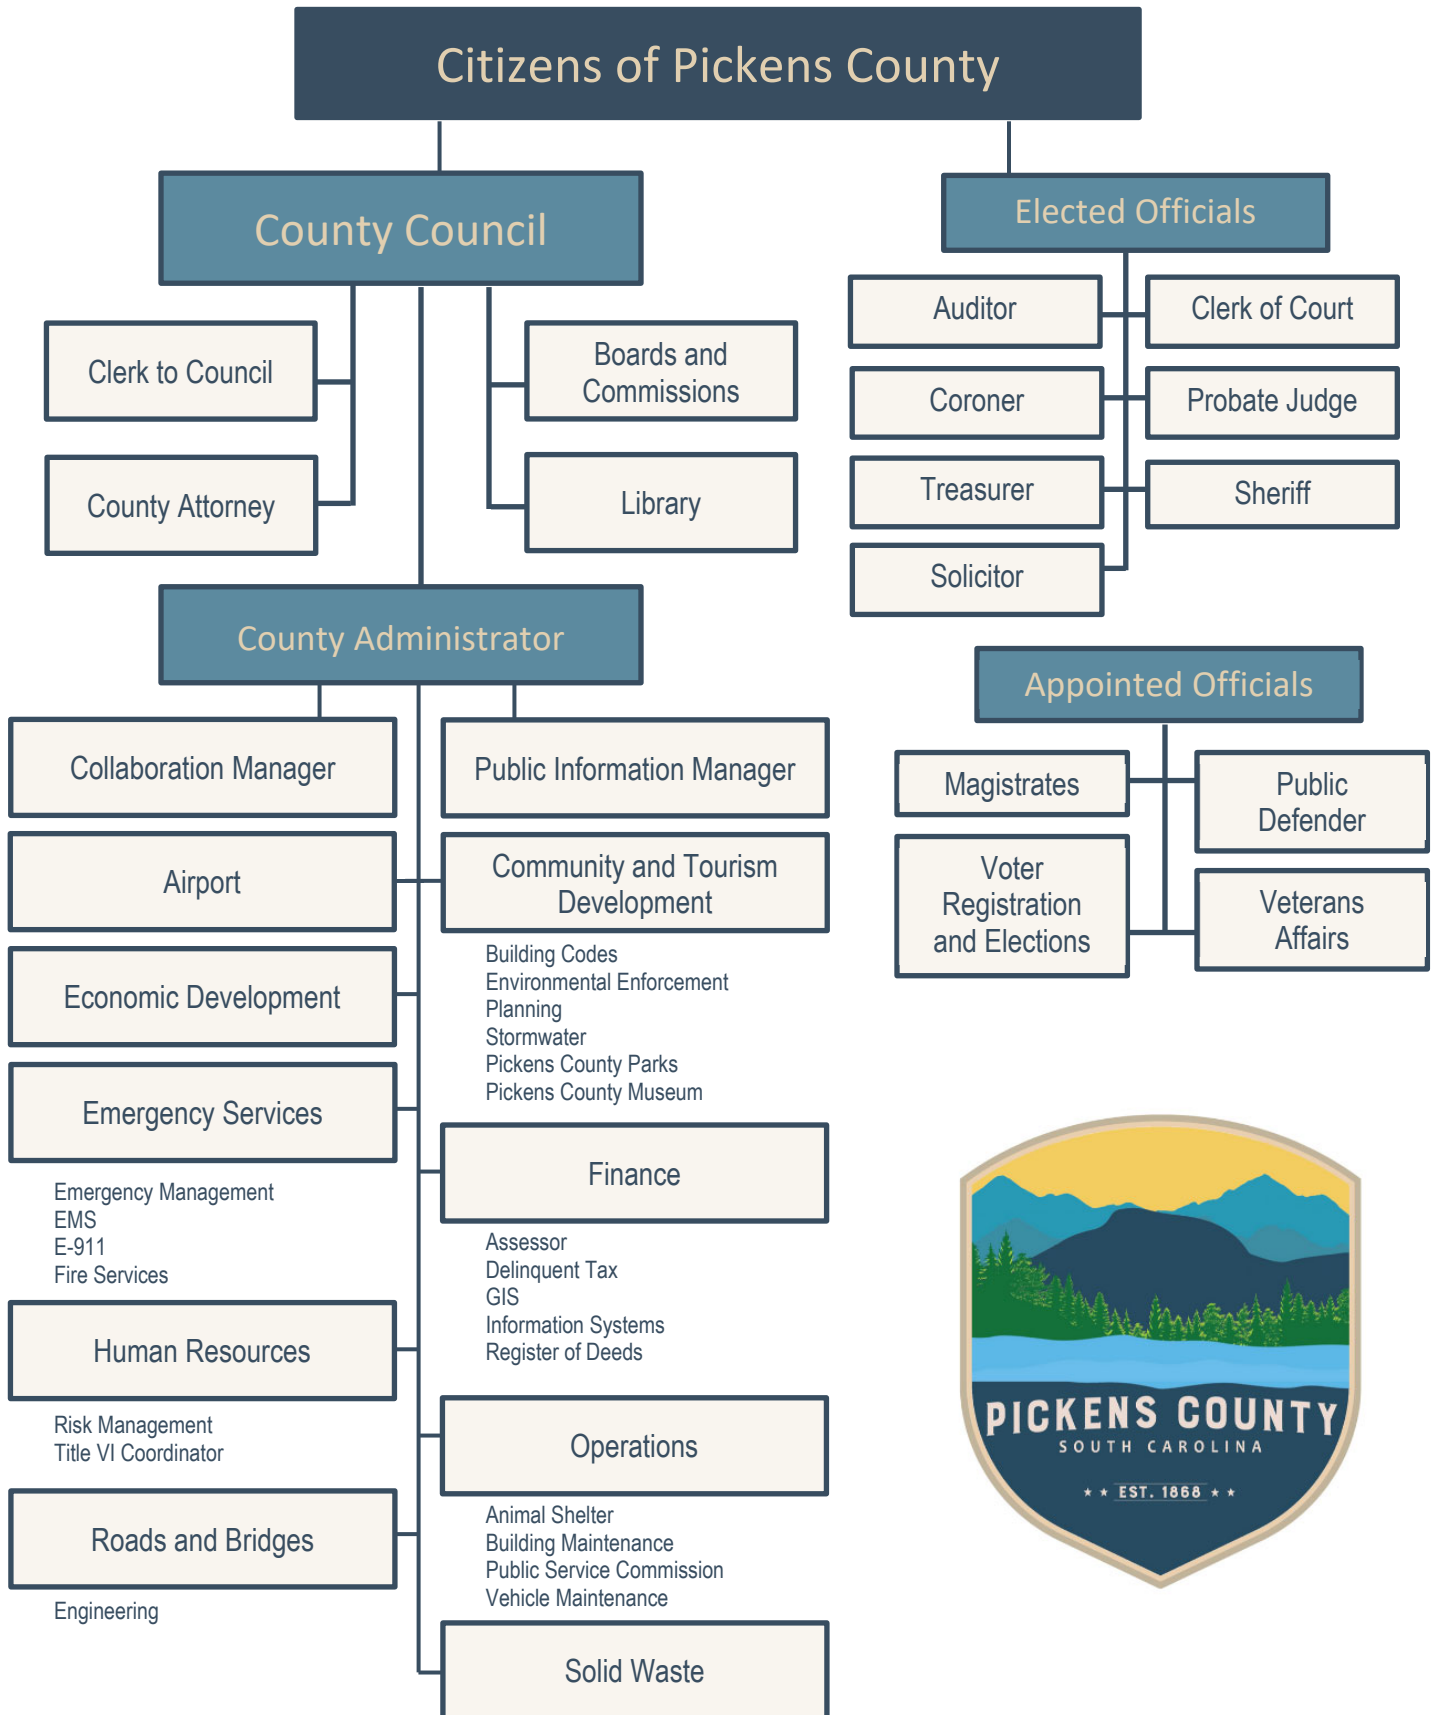 Citizens of Pickens County
County Council
Clerk to Council
County Attorney
Boards and
Commissions
Library
Elected Officials
Auditor
Clerk of Court
Coroner
Probate Judge
Treasurer
Sheriff
Solicitor
County Administrator
Collaboration Manager
Public Information Manager
Airport
Community and Tourism
Development
Building Codes
Environmental Enforcement
Planning
Stormwater
Pickens County Parks
Pickens County Museum
Economic Development
Emergency Services
Emergency Management
EMS
E-911
Fire Services
Finance
Assessor
Delinquent Tax
GIS
Information Systems
Register of Deeds
Human Resources
Risk Management
Title VI Coordinator
Operations
Animal Shelter
Building Maintenance
Public Service Commission
Vehicle Maintenance
Roads and Bridges
Engineering
Solid Waste
Appointed Officials
Magistrates
Public
Defender
Voter
Registration
and Elections
Veterans
Affairs
PICKENS COUNTY
SOUTH CAROLINA
★ ★ EST. 1868 ★ ★